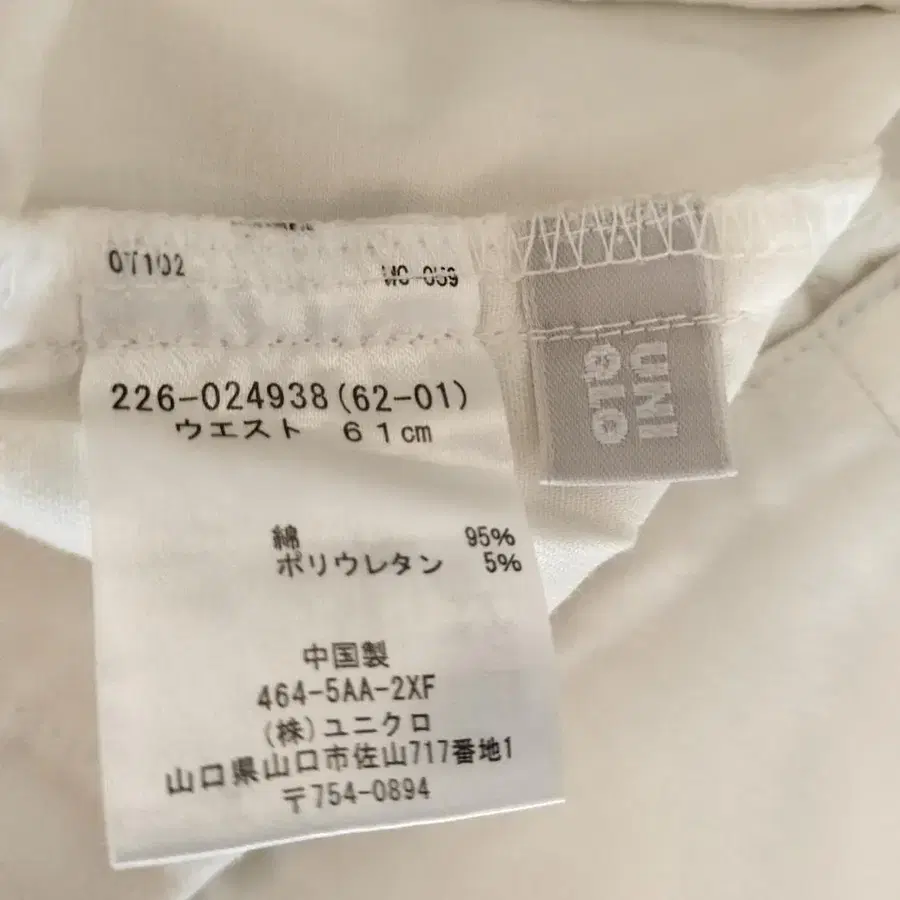 07102
226-024938(62-01)
ウエスト 61cm
綿 95%
ポリウレタン 5%
中国製
464-5AA-2XF
(株)ユニクロ
山口県山口市佐山717番地1
〒754-0894
UNI
QLO